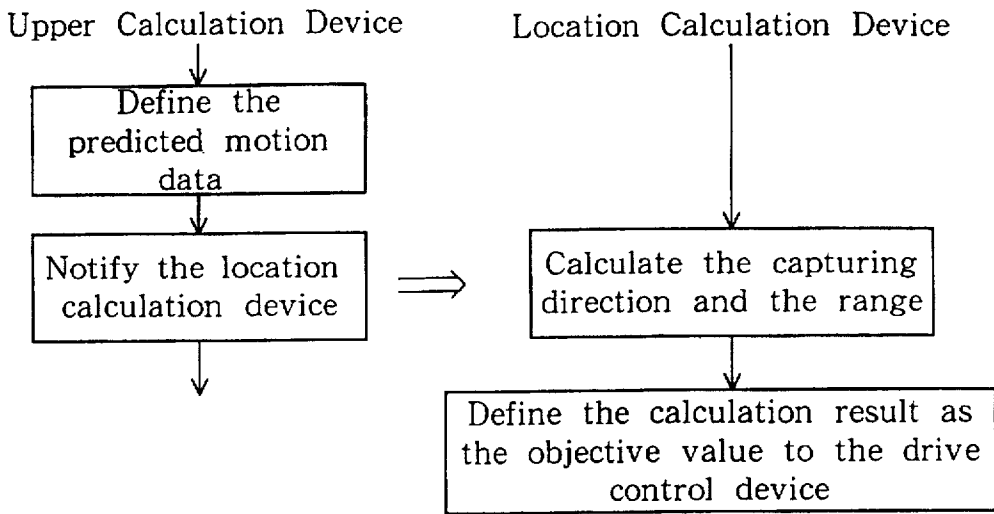 Upper Calculation Device
Define the
predicted motion
data
Notify the location
calculation device
Location Calculation Device
Calculate the capturing
direction and the range
Define the calculation result as
the objective value to the drive
control device